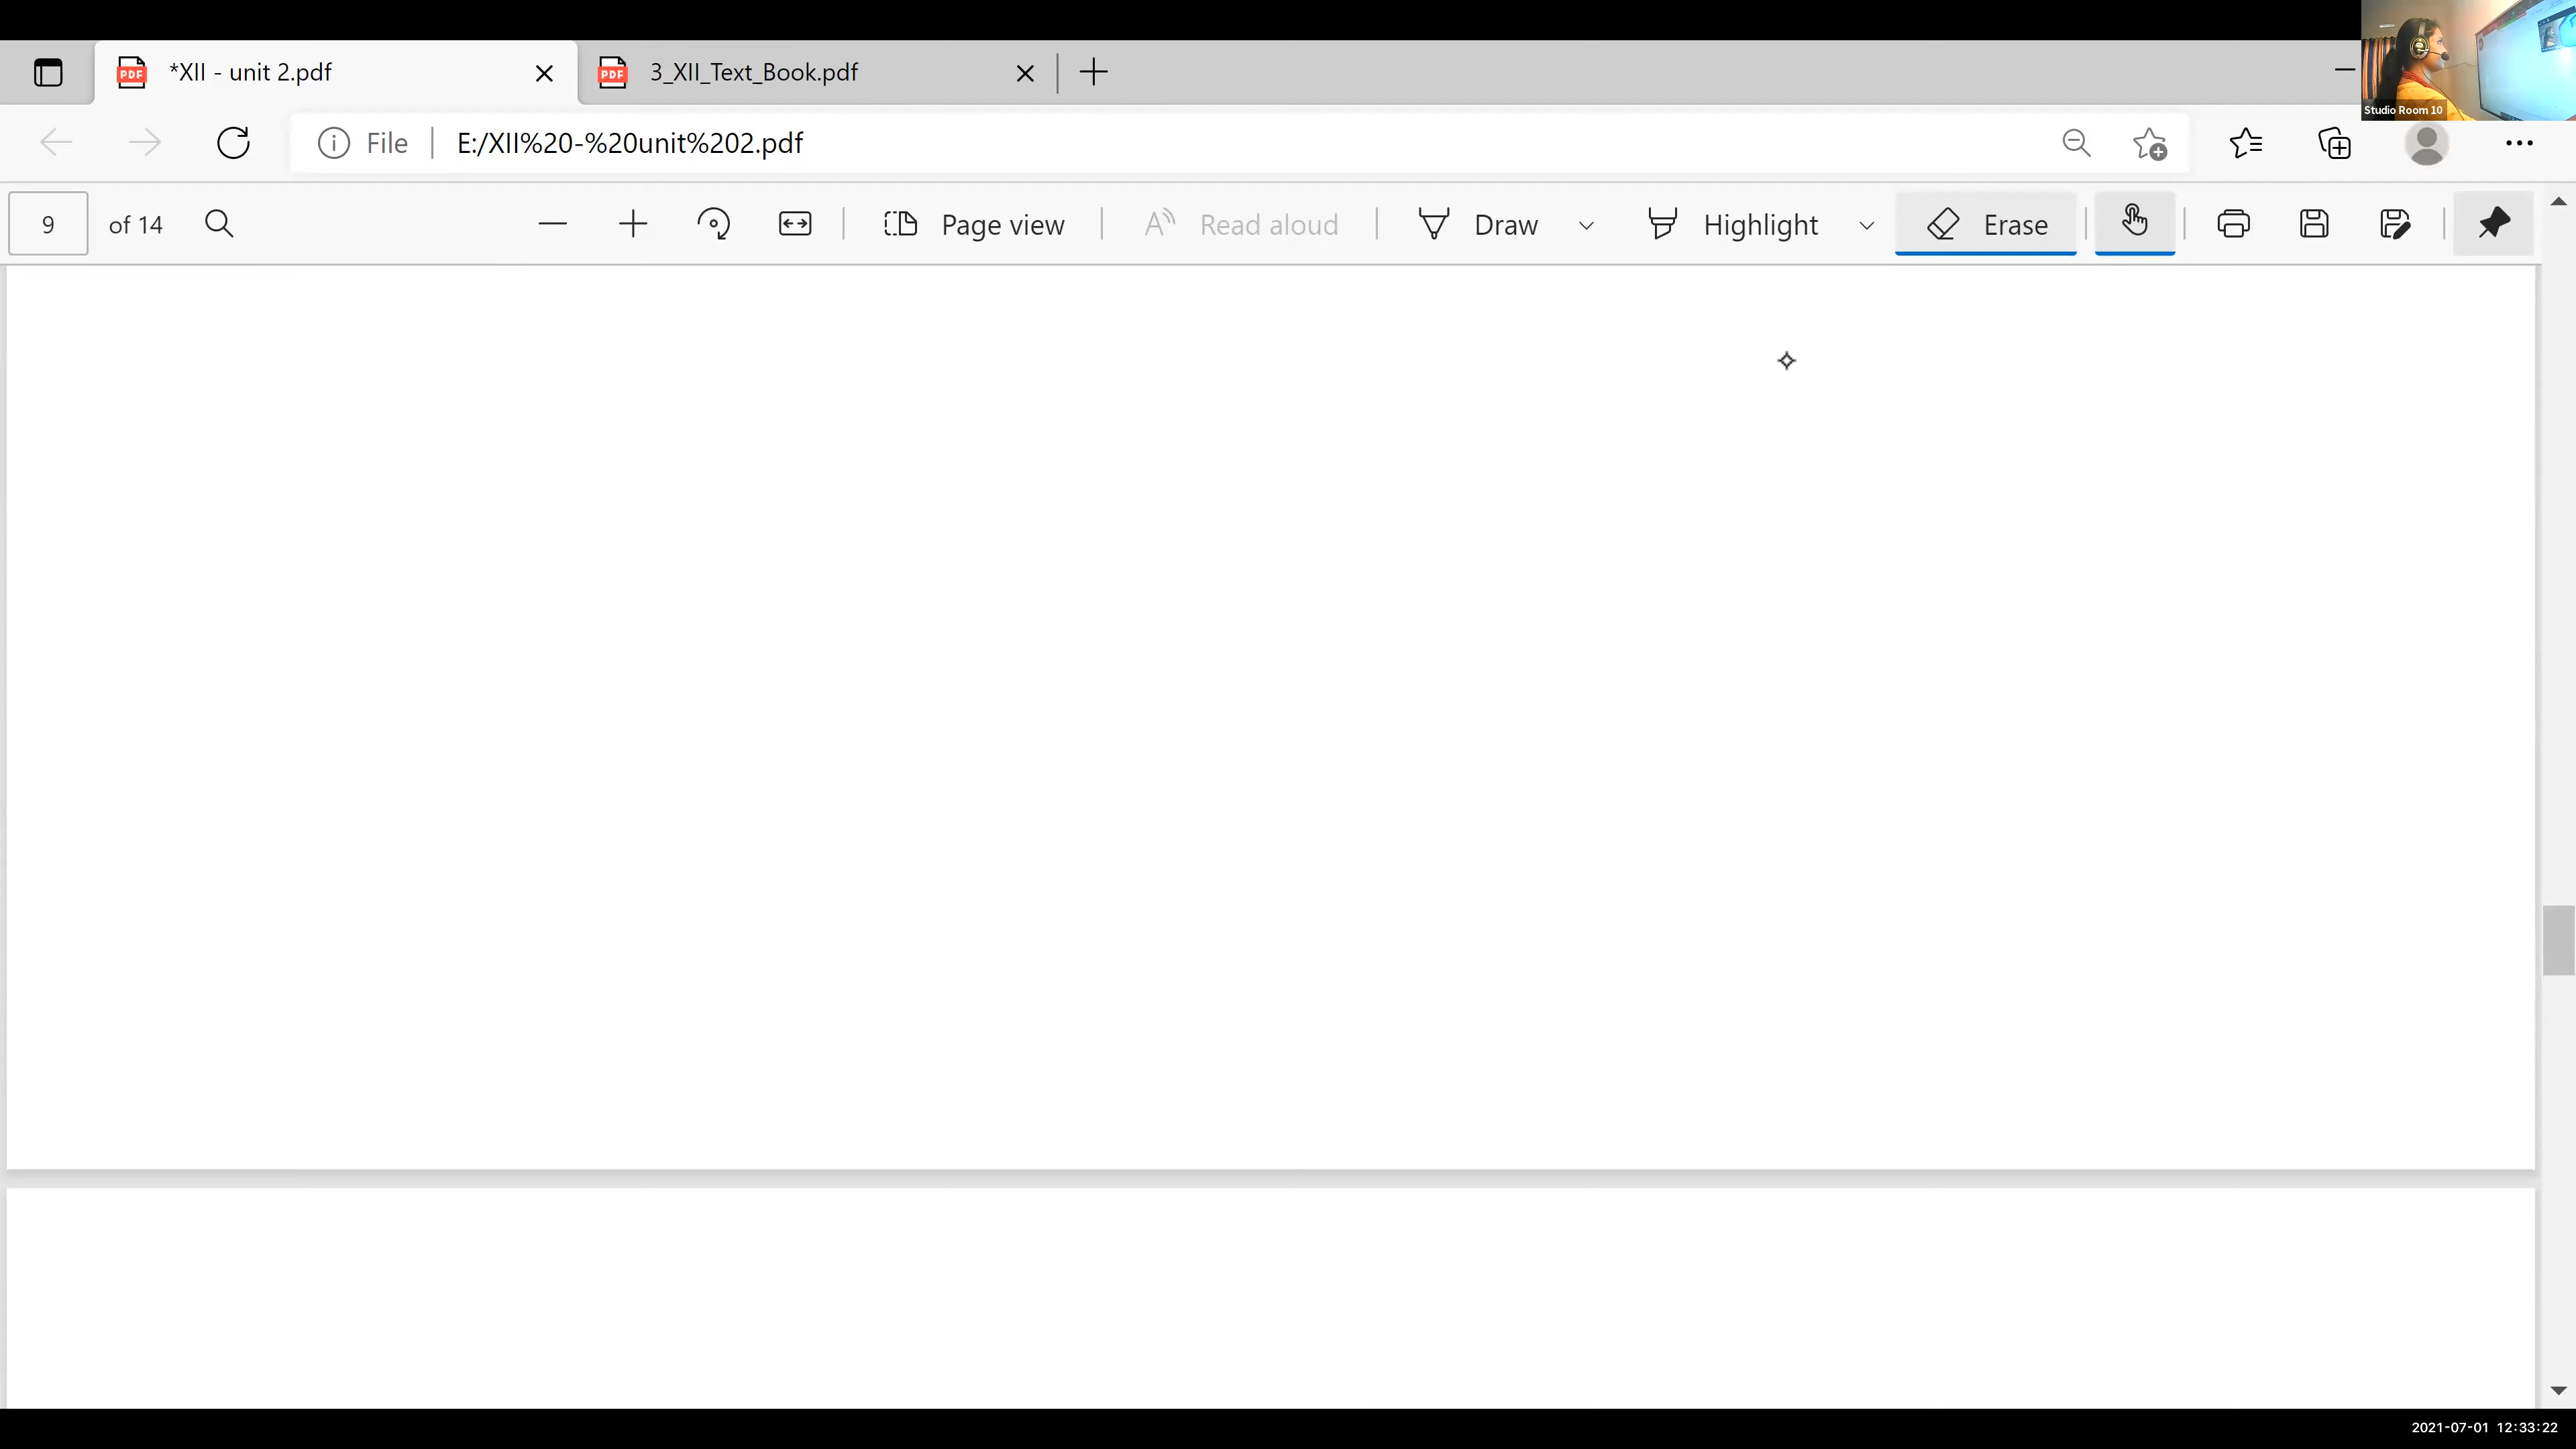 *XII - unit 2.pdf
3_XII_Text_Book.pdf
Studio Room 10
File
E:/XII%20-%20unit%202.pdf
9 of 14
Page view
Read aloud
Draw
Highlight
Erase
2021-07-01 12:33:22